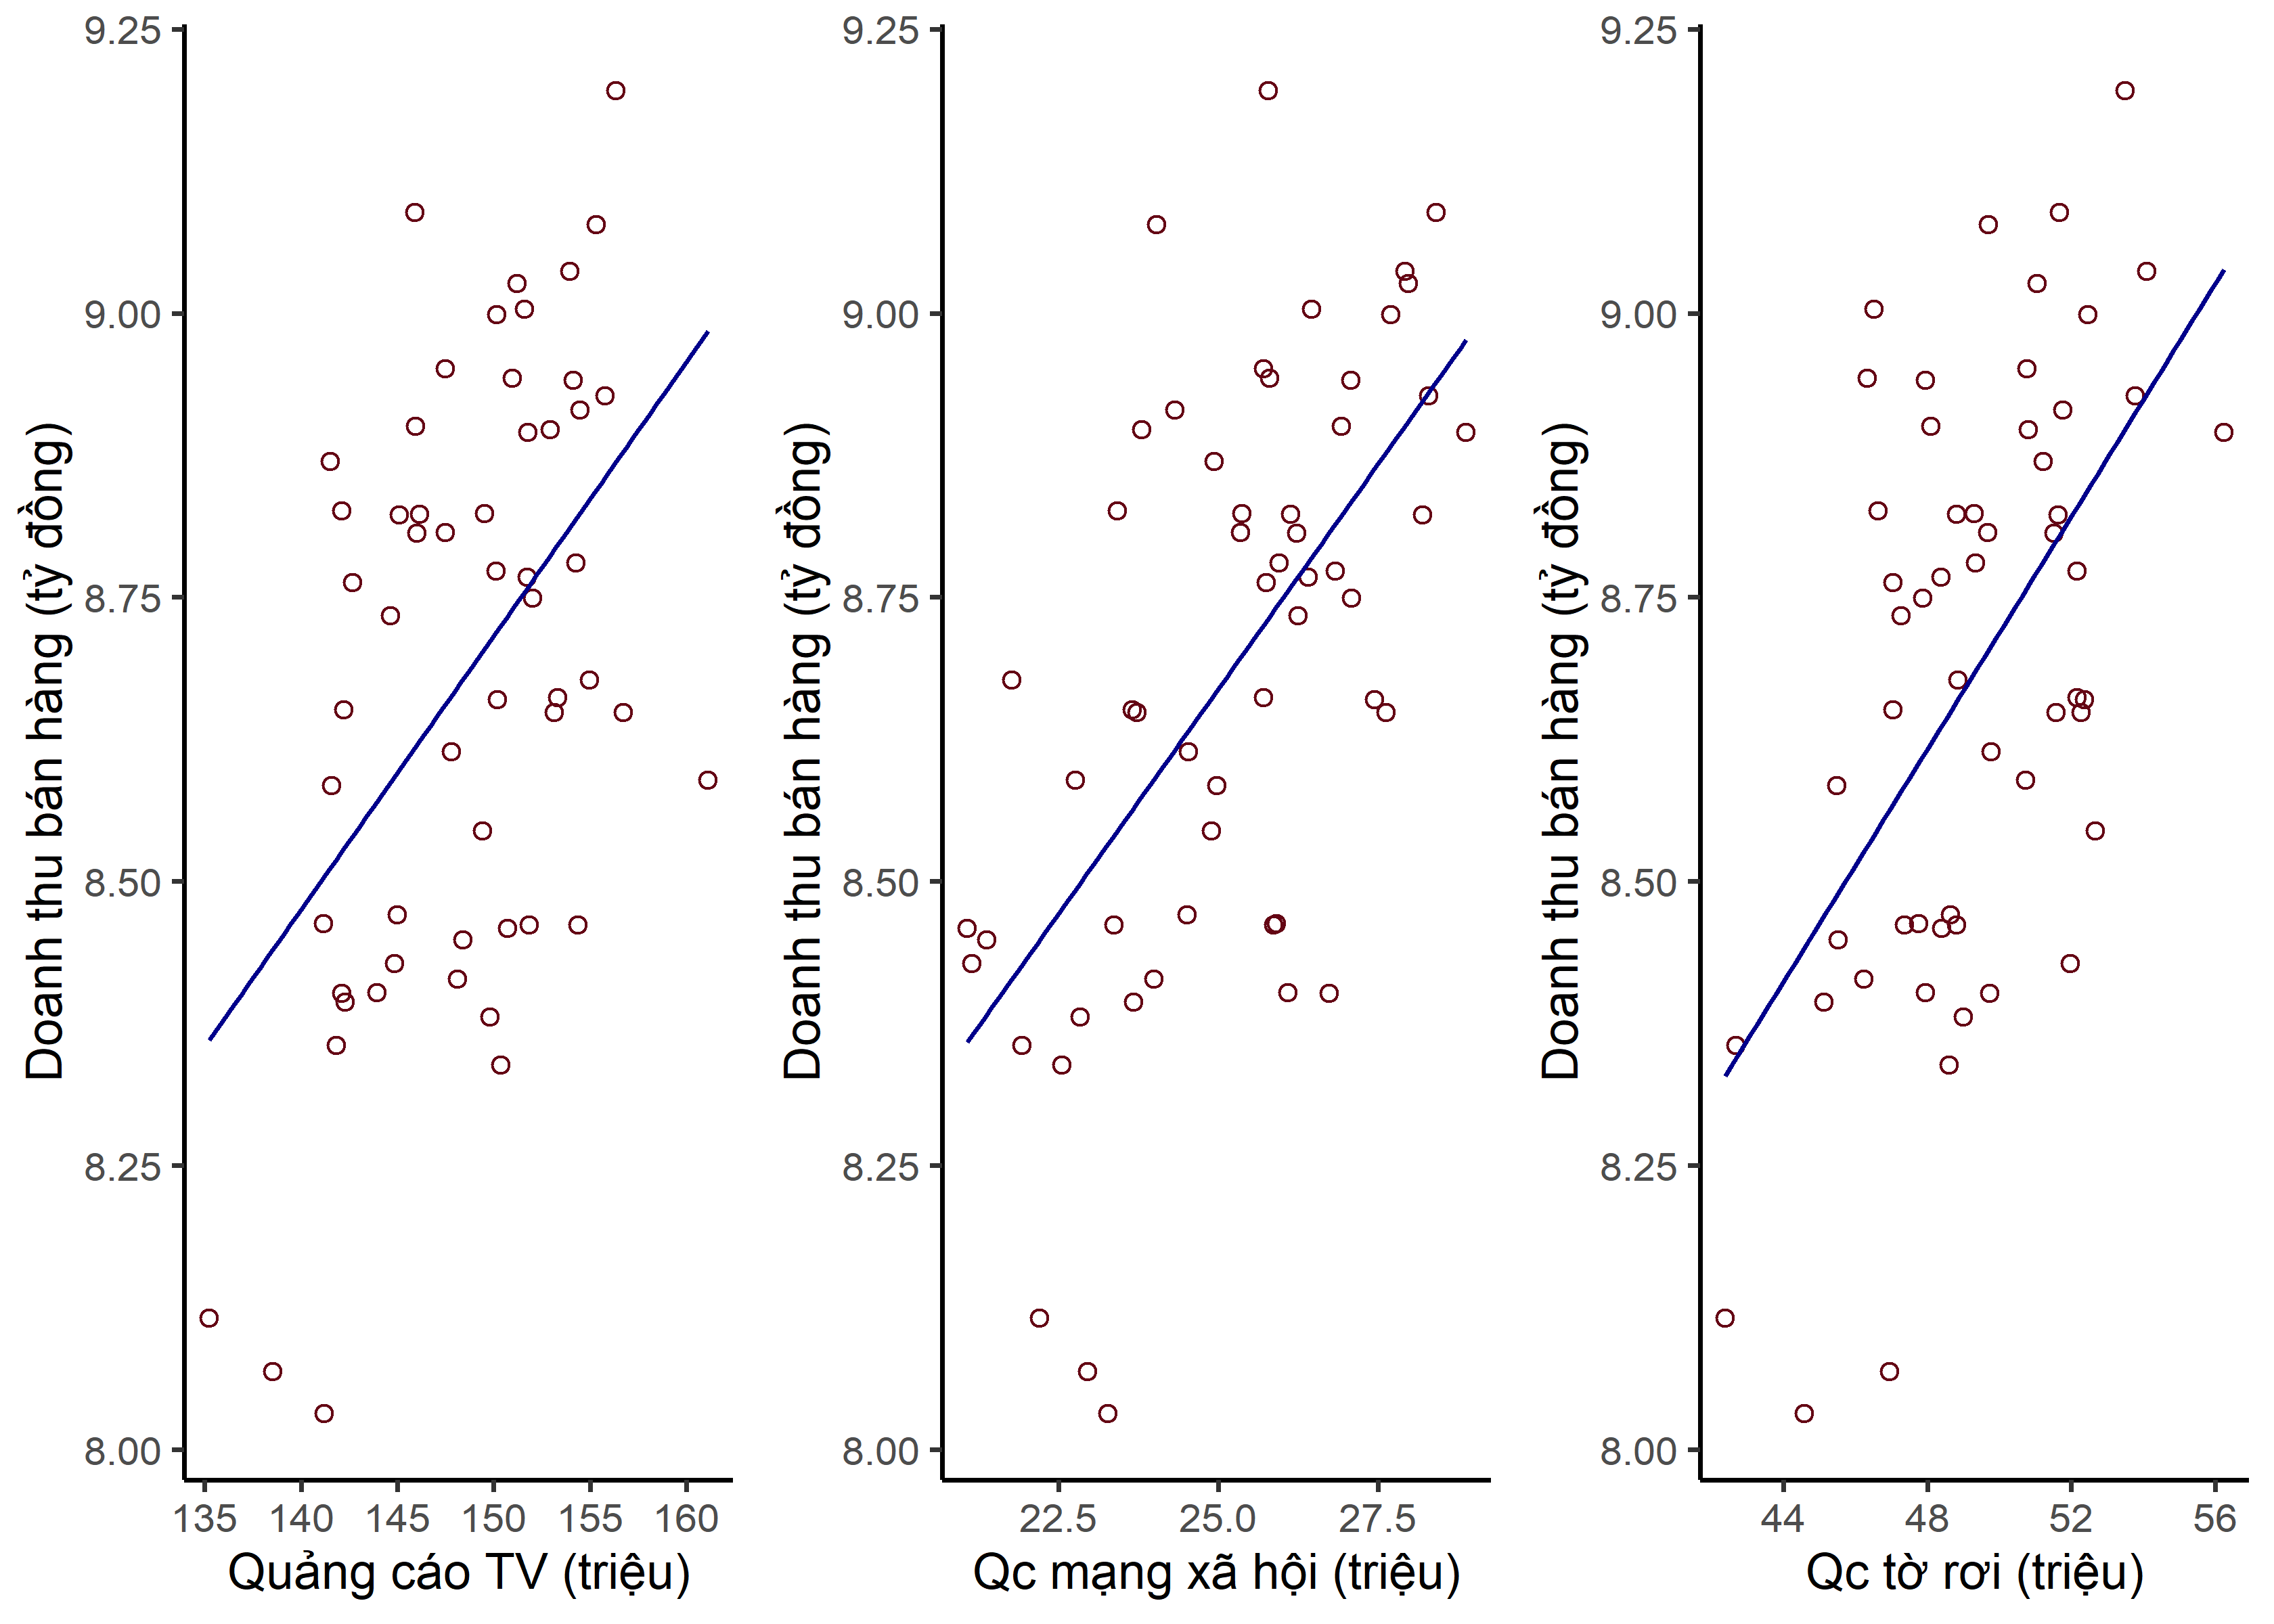 Doanh thu bán hàng (tỷ đồng)
9.25
9.00
8.75
8.50
8.25
8.00
135 140 145 150 155 160
Quảng cáo TV (triệu)
Doanh thu bán hàng (tỷ đồng)
9.25
9.00
8.75
8.50
8.25
8.00
22.5 25.0 27.5
Qc mạng xã hội (triệu)
Doanh thu bán hàng (tỷ đồng)
9.25
9.00
8.75
8.50
8.25
8.00
44 48 52 56
Qc tờ rơi (triệu)